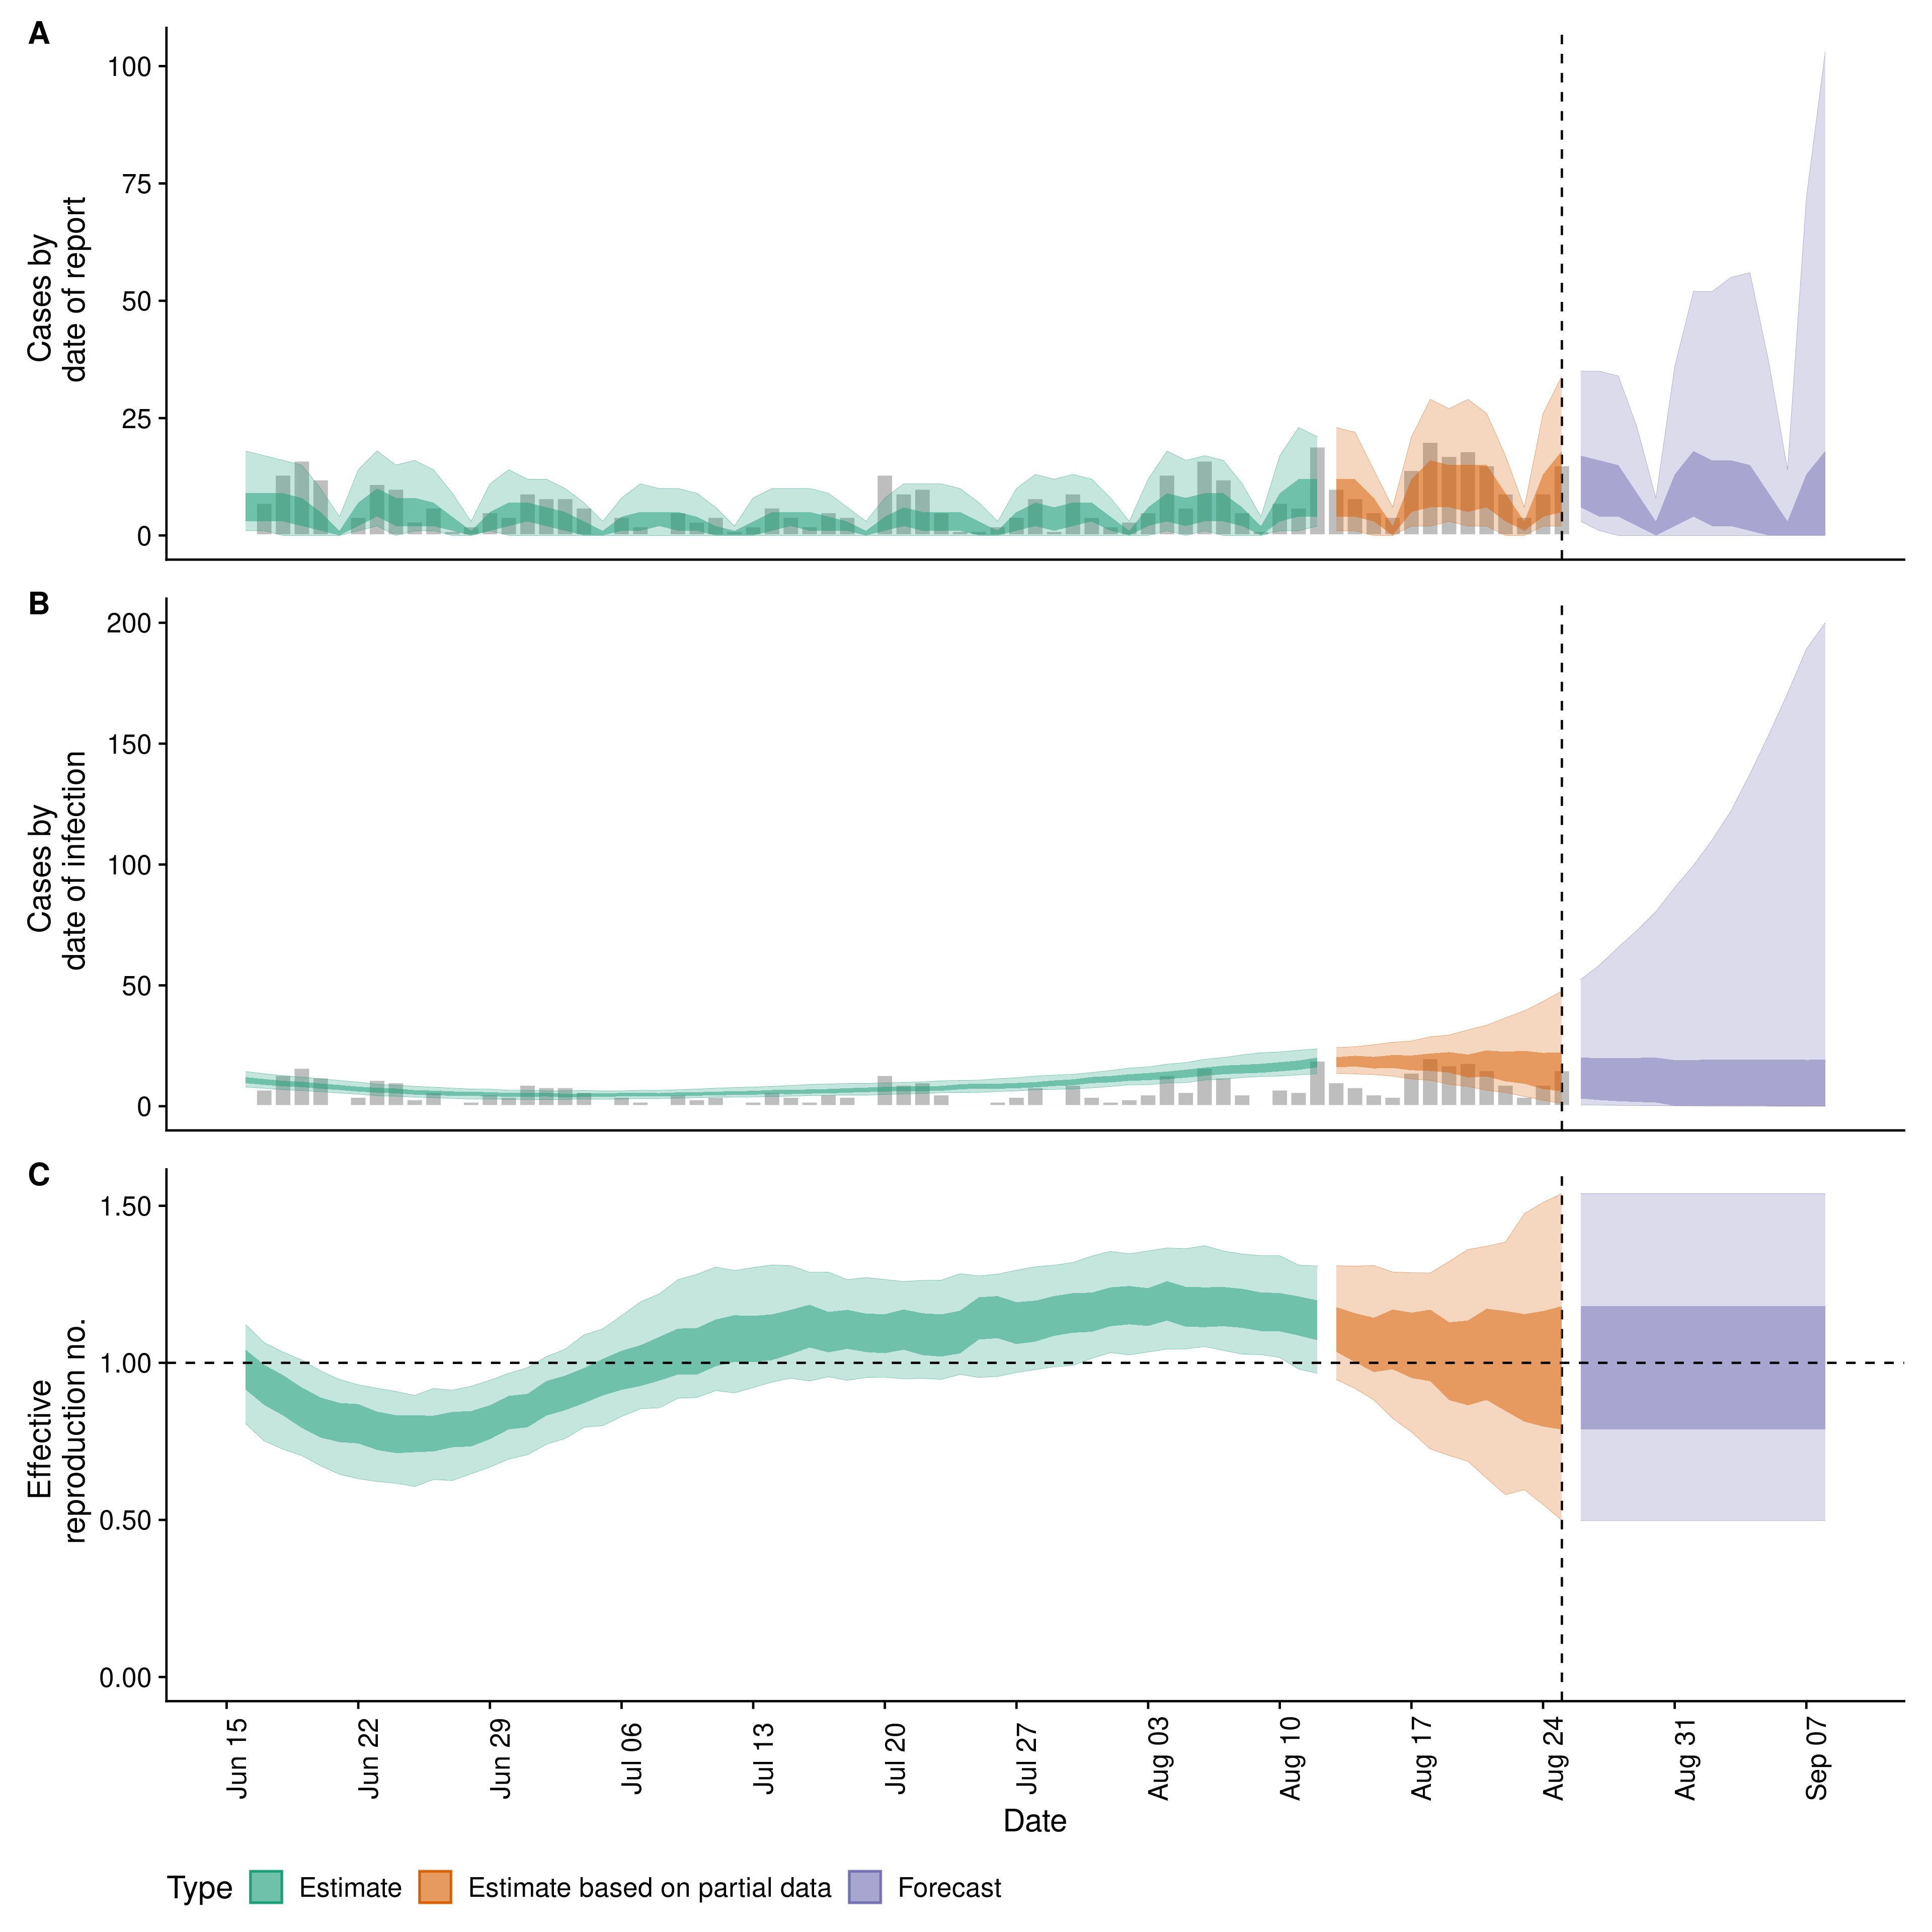 A
100
75
50
25
0
Cases by
date of report
B
200
150
100
50
0
Cases by
date of infection
C
1.50
1.00
0.50
0.00
Effective
reproduction no.
Jun 15
Jun 22
Jun 29
Jul 06
Jul 13
Jul 20
Jul 27
Aug 03
Aug 10
Aug 17
Aug 24
Aug 31
Sep 07
Date
Type Estimate Estimate based on partial data Forecast